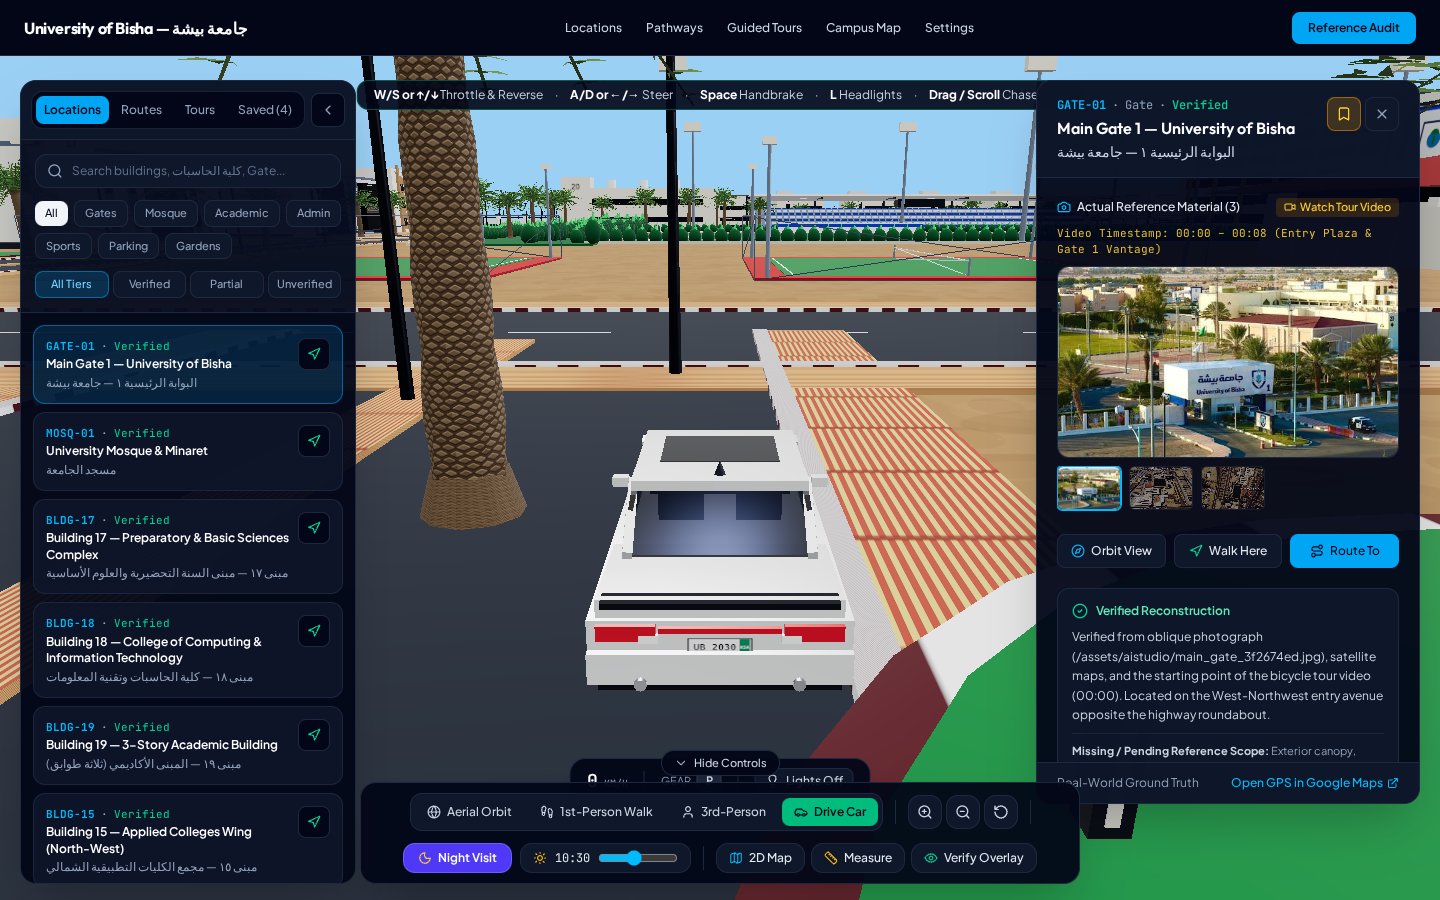 University of Bisha — جامعة بيشة
Locations
Pathways
Guided Tours
Campus Map
Settings
Reference Audit
Locations
Routes
Tours
Saved (4)
Search buildings, كلية الحاسبات, Gate...
All
Gates
Mosque
Academic
Admin
Sports
Parking
Gardens
All Tiers
Verified
Partial
Unverified
GATE-01 · Verified
Main Gate 1 — University of Bisha
البوابة الرئيسية ١ — جامعة بيشة
MOSQ-01 · Verified
University Mosque & Minaret
مسجد الجامعة
BLDG-17 · Verified
Building 17 — Preparatory & Basic Sciences
Complex
مبنى ١٧ — مبنى السنة التحضيرية والعلوم الأساسية
BLDG-18 · Verified
Building 18 — College of Computing &
Information Technology
مبنى ١٨ — كلية الحاسبات وتقنية المعلومات
BLDG-19 · Verified
Building 19 — 3-Story Academic Building
مبنى ١٩ — المبنى الأكاديمي (ثلاثة طوابق)
BLDG-15 · Verified
Building 15 — Applied Colleges Wing
(North-West)
مبنى ١٥ — مجمع الكليات التطبيقية الشمالي
W/S or ↑/↓ Throttle & Reverse · A/D or ←/→ Steer · Space Handbrake · L Headlights · Drag / Scroll Chase
20
UB 2030
Hide Controls
0 KM/H GEAR P Lights Off
Aerial Orbit
1st-Person Walk
3rd-Person
Drive Car
Night Visit
10:30
2D Map
Measure
Verify Overlay
GATE-01 · Gate · Verified
Main Gate 1 — University of Bisha
البوابة الرئيسية ١ — جامعة بيشة
Actual Reference Material (3)
Watch Tour Video
Video Timestamp: 00:00 – 00:08 (Entry Plaza &
Gate 1 Vantage)
جامعة بيشة
University of Bisha
1
Orbit View
Walk Here
Route To
Verified Reconstruction
Verified from oblique photograph
(/assets/aistudio/main_gate_3f2674ed.jpg), satellite
maps, and the starting point of the bicycle tour video
(00:00). Located on the West-Northwest entry avenue
opposite the highway roundabout.
Missing / Pending Reference Scope: Exterior canopy,
Real-World Ground Truth
Open GPS in Google Maps